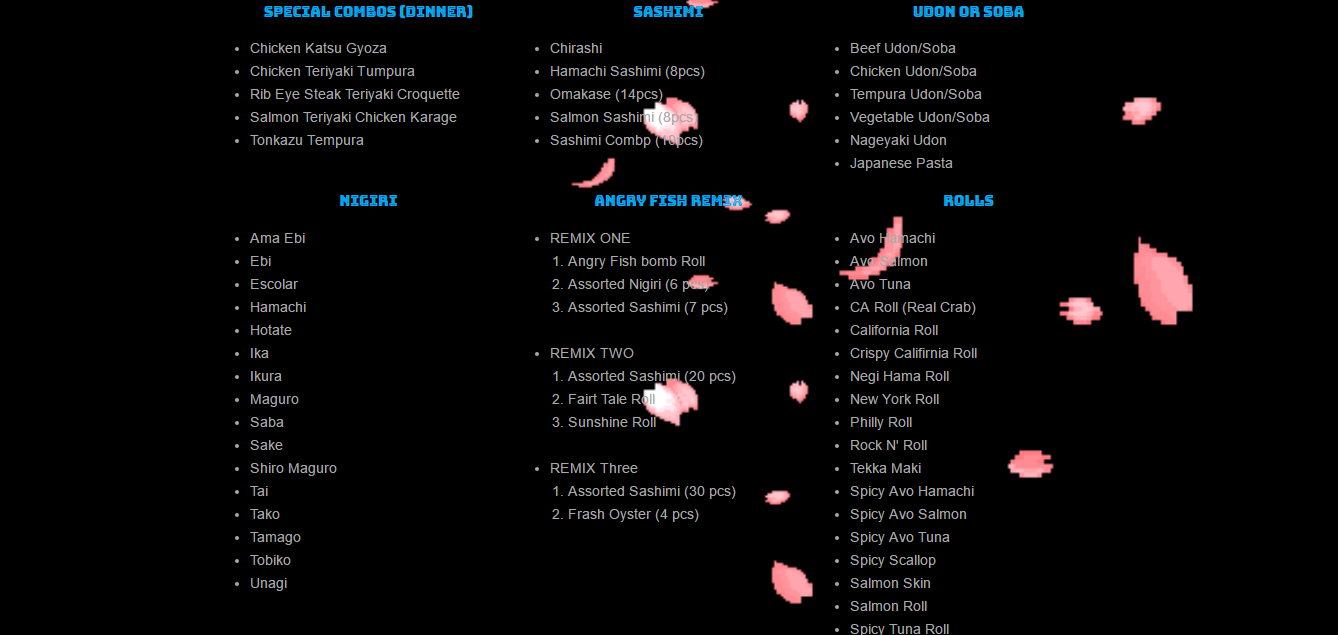 SPECIAL COMBOS (DINNER)
Chicken Katsu Gyoza
Chicken Teriyaki Tumpura
Rib Eye Steak Teriyaki Croquette
Salmon Teriyaki Chicken Karage
Tonkazu Tempura
SASHIMI
Chirashi
Hamachi Sashimi (8pcs)
Omakase (14pcs)
Salmon Sashimi (8pcs)
Sashimi Combp (10pcs)
UDON OR SOBA
Beef Udon/Soba
Chicken Udon/Soba
Tempura Udon/Soba
Vegetable Udon/Soba
Nageyaki Udon
Japanese Pasta
NIGIRI
Ama Ebi
Ebi
Escolar
Hamachi
Hotate
Ika
Ikura
Maguro
Saba
Sake
Shiro Maguro
Tai
Tako
Tamago
Tobiko
Unagi
ANGRY FISH REMIX
REMIX ONE
1. Angry Fish bomb Roll
2. Assorted Nigiri (6 pcs)
3. Assorted Sashimi (7 pcs)
REMIX TWO
1. Assorted Sashimi (20 pcs)
2. Fairt Tale Roll
3. Sunshine Roll
REMIX Three
1. Assorted Sashimi (30 pcs)
2. Frash Oyster (4 pcs)
ROLLS
Avo Hamachi
Avo Salmon
Avo Tuna
CA Roll (Real Crab)
California Roll
Crispy Califirnia Roll
Negi Hama Roll
New York Roll
Philly Roll
Rock N' Roll
Tekka Maki
Spicy Avo Hamachi
Spicy Avo Salmon
Spicy Avo Tuna
Spicy Scallop
Salmon Skin
Salmon Roll
Spicy Tuna Roll